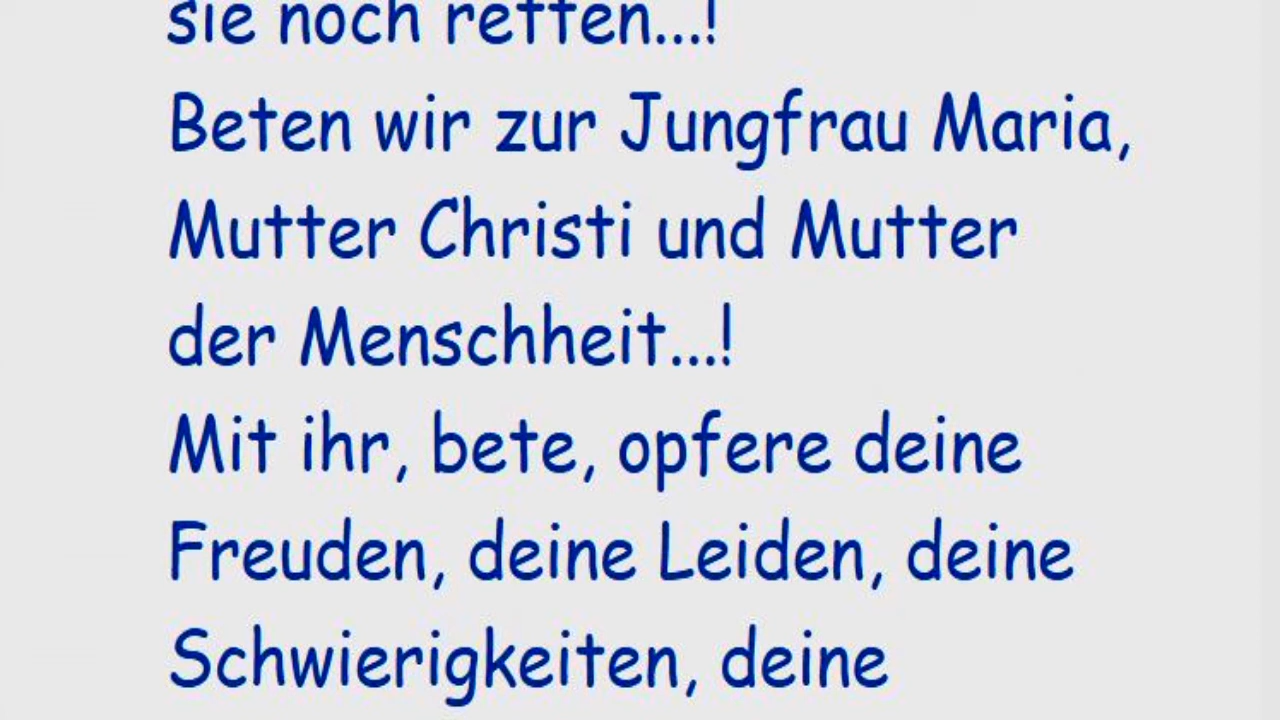 sie noch retten...!
Beten wir zur Jungfrau Maria,
Mutter Christi und Mutter
der Menschheit...!
Mit ihr, bete, opfere deine
Freuden, deine Leiden, deine
Schwierigkeiten, deine